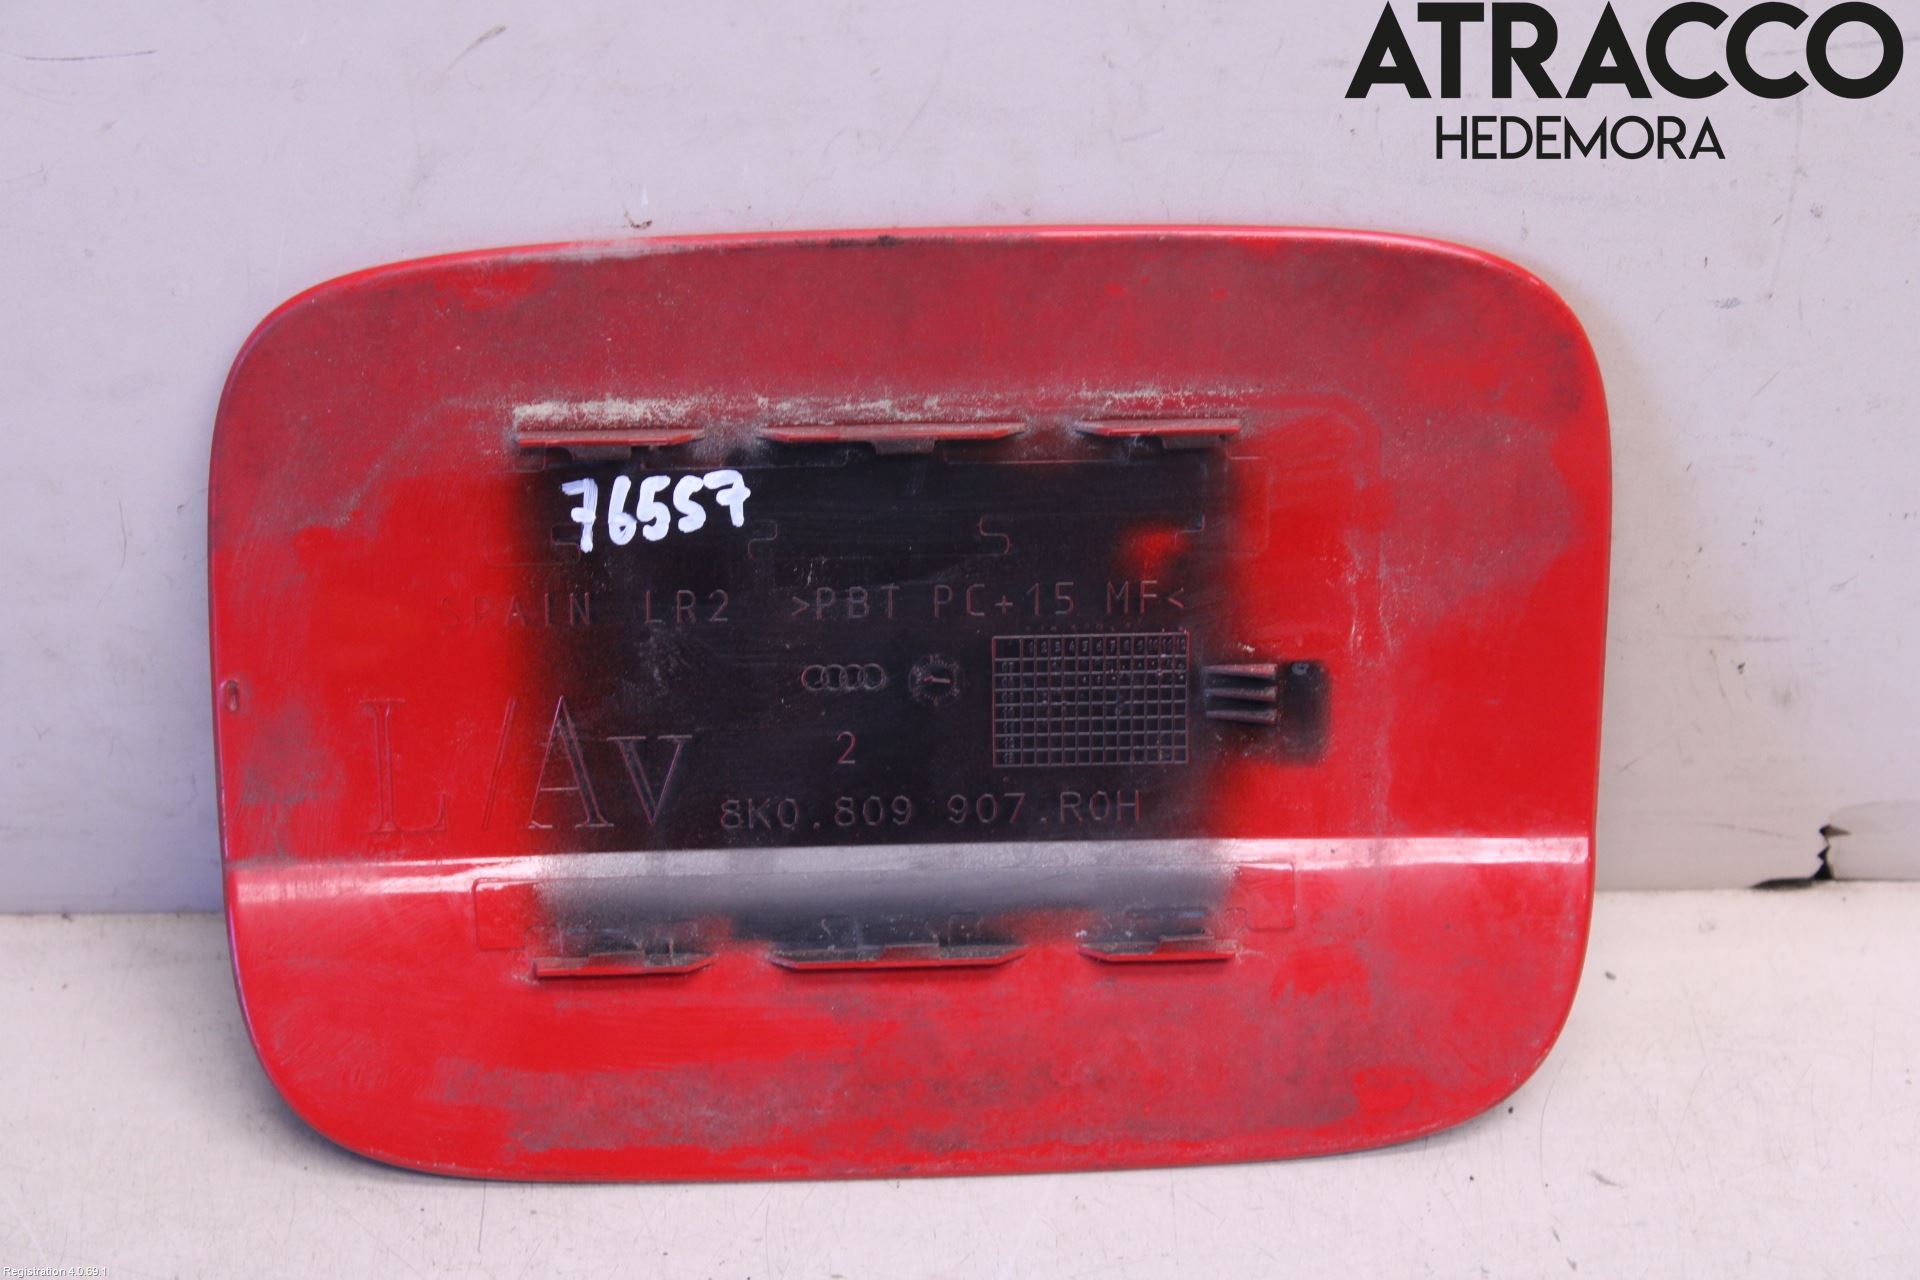 ATRACCO
HEDEMORA
76557
SPAIN LR2 >PBT PC+15 MF<
L/Av
2
8K0.809 907.R0H
Registration 4.0.69.1